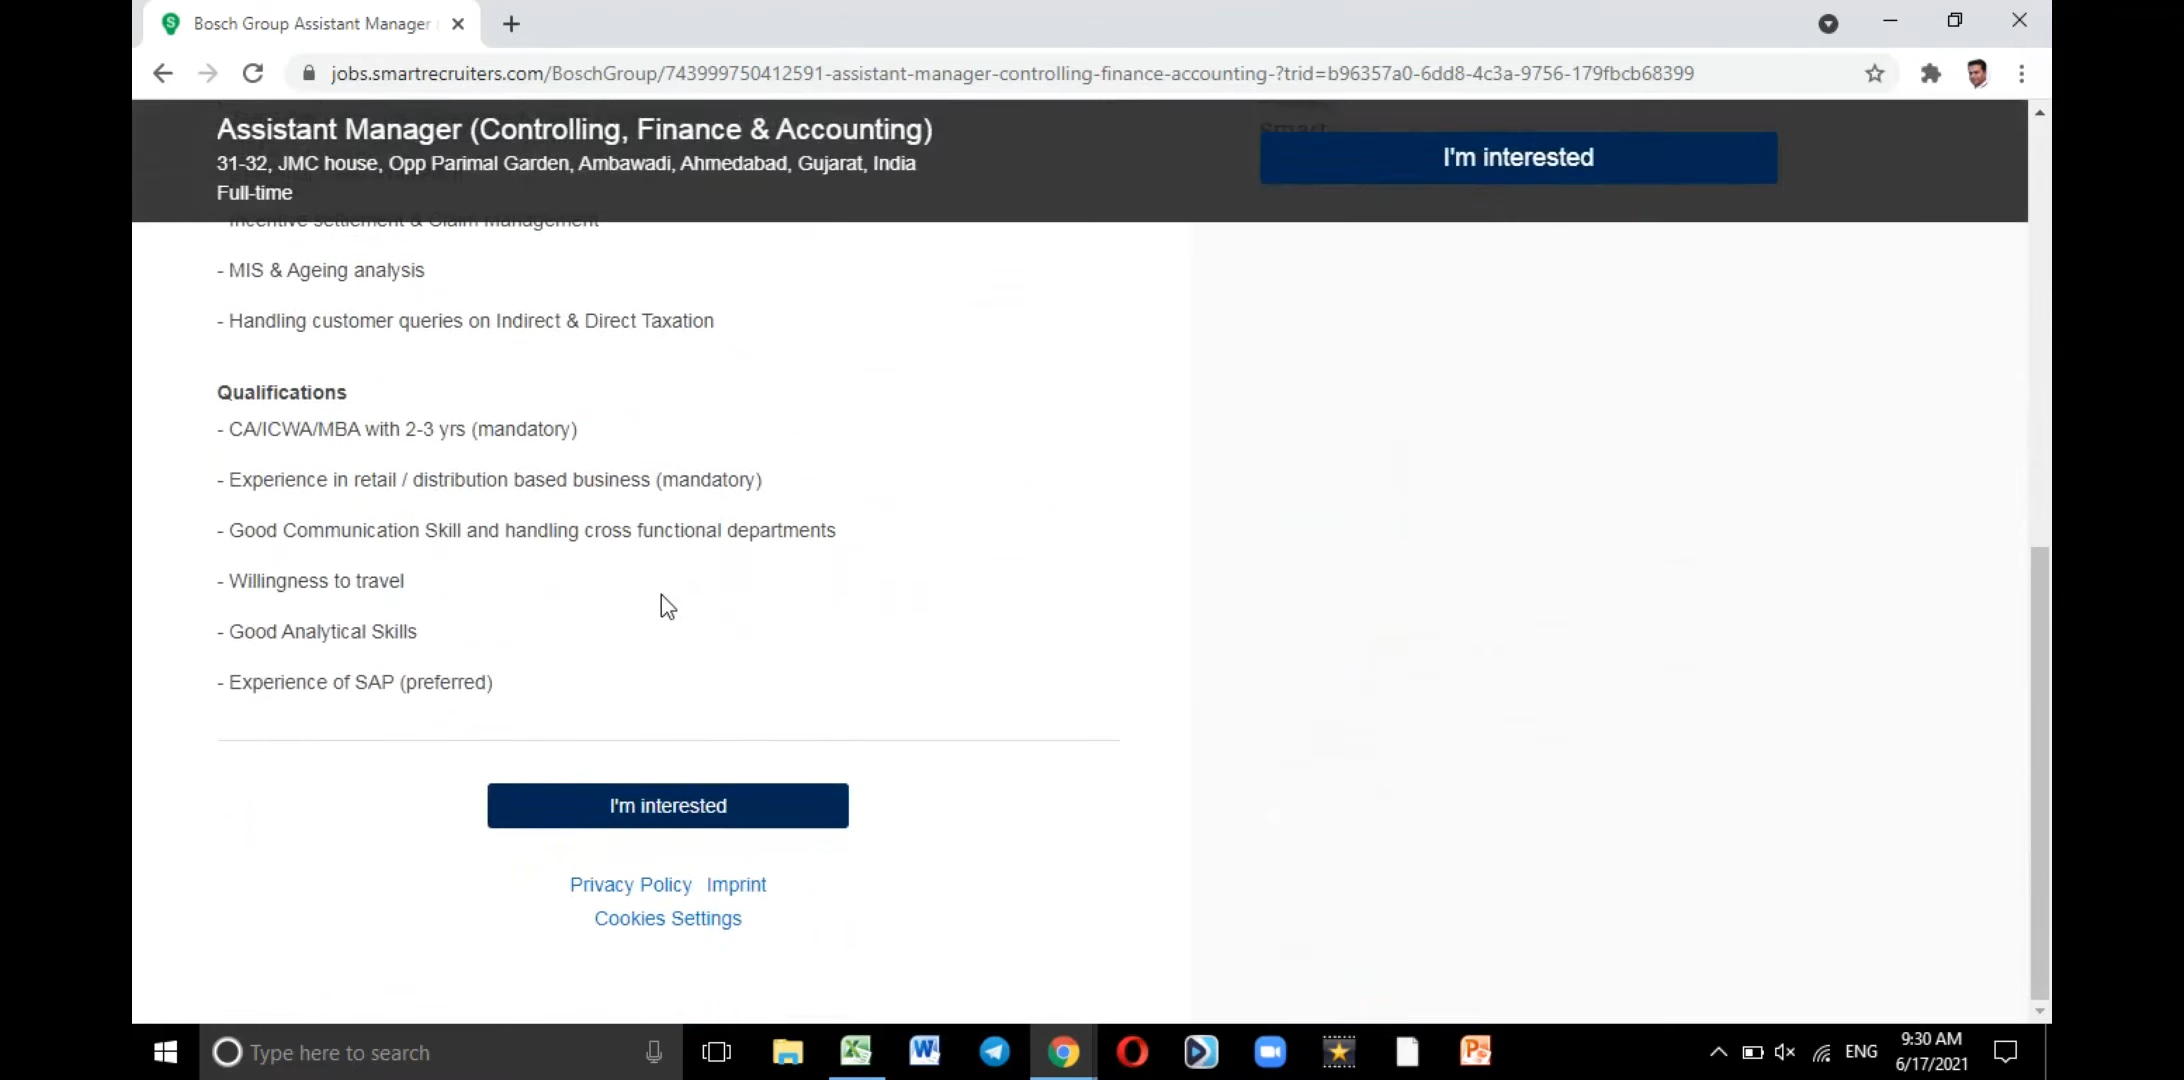 Bosch Group Assistant Manager
jobs.smartrecruiters.com/BoschGroup/743999750412591-assistant-manager-controlling-finance-accounting-?trid=b96357a0-6dd8-4c3a-9756-179fbcb68399
Assistant Manager (Controlling, Finance & Accounting)
31-32, JMC house, Opp Parimal Garden, Ambawadi, Ahmedabad, Gujarat, India
Full-time
Smart
I'm interested
- Incentive settlement & Claim Management
- MIS & Ageing analysis
- Handling customer queries on Indirect & Direct Taxation
Qualifications
- CA/ICWA/MBA with 2-3 yrs (mandatory)
- Experience in retail / distribution based business (mandatory)
- Good Communication Skill and handling cross functional departments
- Willingness to travel
- Good Analytical Skills
- Experience of SAP (preferred)
I'm interested
Privacy Policy Imprint
Cookies Settings
Type here to search
ENG
9:30 AM
6/17/2021